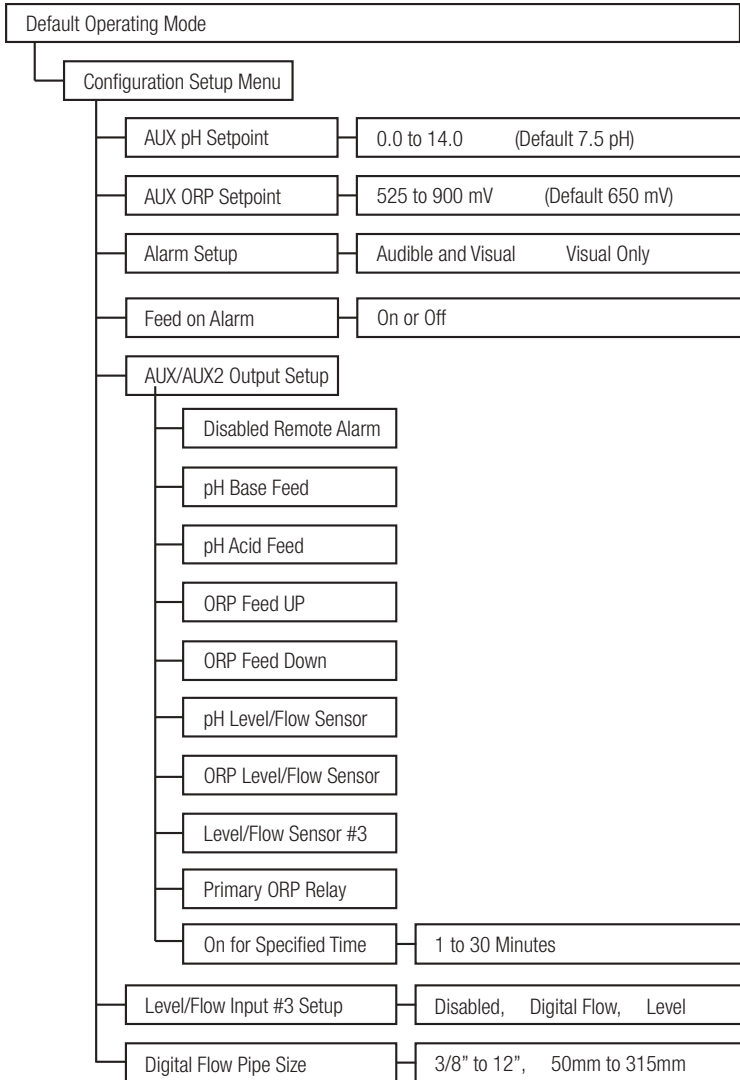 Default Operating Mode
Configuration Setup Menu
AUX pH Setpoint
0.0 to 14.0 (Default 7.5 pH)
AUX ORP Setpoint
525 to 900 mV (Default 650 mV)
Alarm Setup
Audible and Visual Visual Only
Feed on Alarm
On or Off
AUX/AUX2 Output Setup
Disabled Remote Alarm
pH Base Feed
pH Acid Feed
ORP Feed UP
ORP Feed Down
pH Level/Flow Sensor
ORP Level/Flow Sensor
Level/Flow Sensor #3
Primary ORP Relay
On for Specified Time
1 to 30 Minutes
Level/Flow Input #3 Setup
Disabled, Digital Flow, Level
Digital Flow Pipe Size
3/8” to 12”, 50mm to 315mm